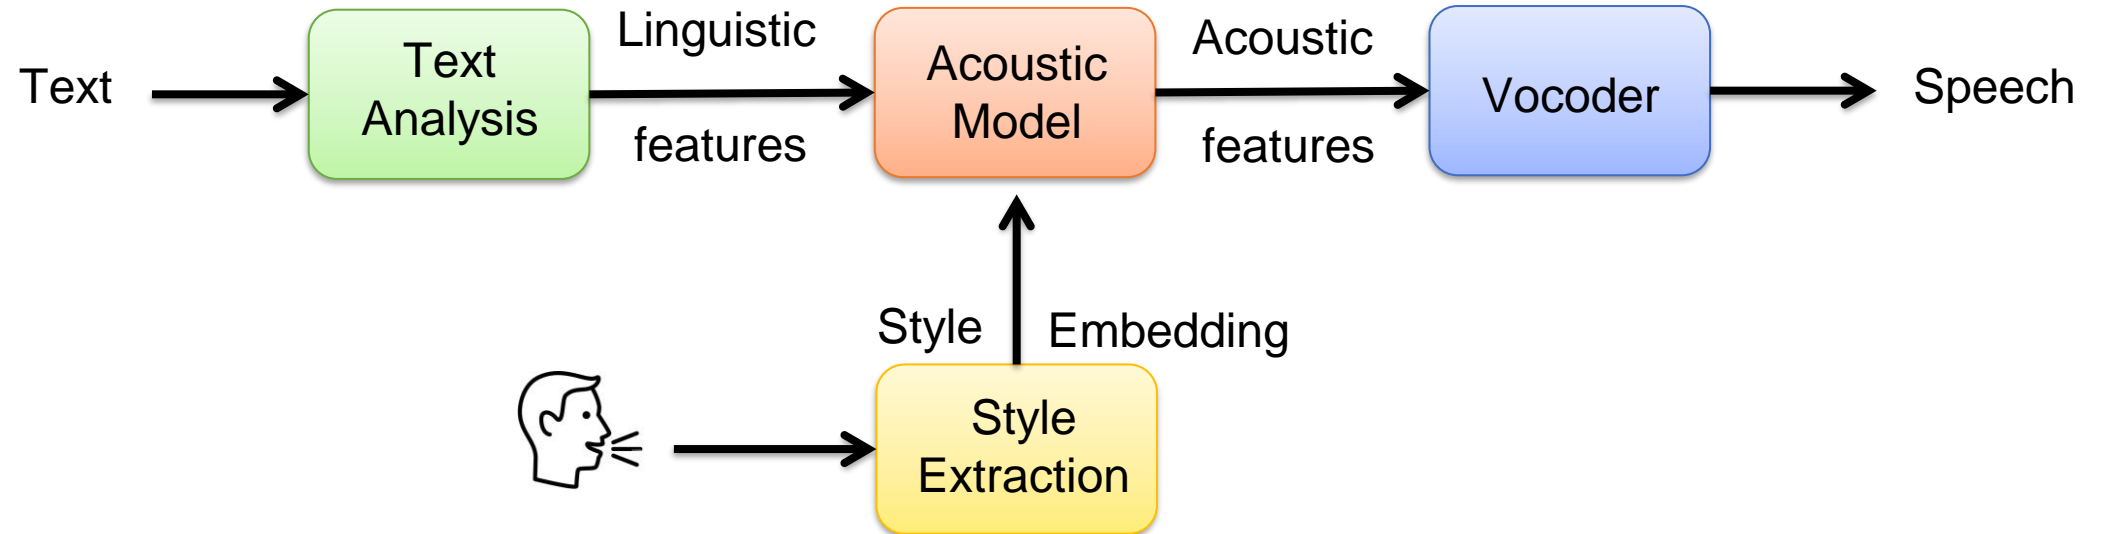 Text
Text
Analysis
Linguistic
features
Acoustic
Model
Acoustic
features
Vocoder
Speech
Style Embedding
Style
Extraction